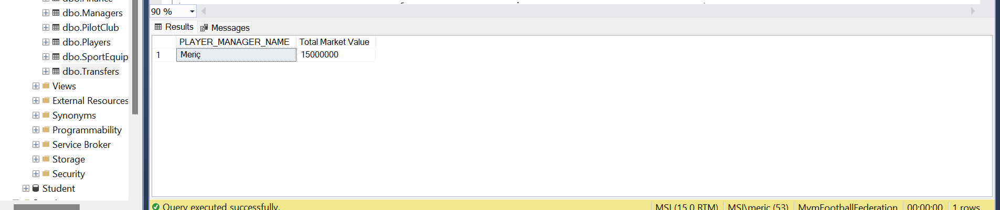 dbo.Finance
dbo.Managers
dbo.PilotClub
dbo.Players
dbo.SportEquip
dbo.Transfers
Views
External Resources
Synonyms
Programmability
Service Broker
Storage
Security
Student
90 %
Results Messages
PLAYER_MANAGER_NAME Total Market Value
1 Meriç 15000000
Query executed successfully. MSI (15.0 RTM) MSI\meric (53) MymFootballFederation 00:00:00 1 rows